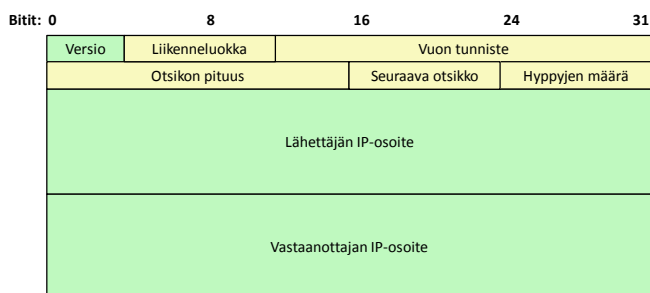 Bitit: 0 8 16 24 31
Versio Liikenneluokka Vuon tunniste
Otsikon pituus Seuraava otsikko Hyppyjen määrä
Lähettäjän IP-osoite
Vastaanottajan IP-osoite